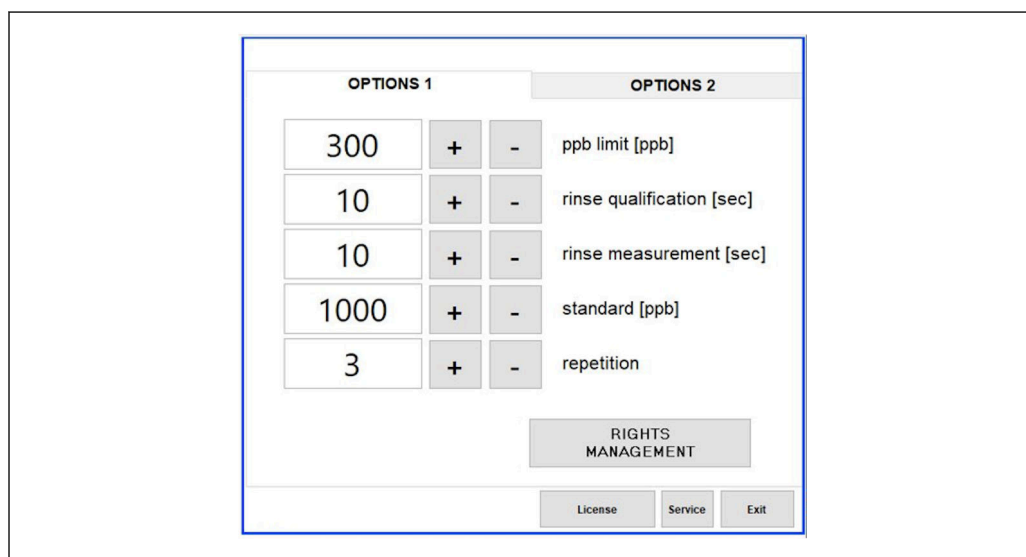 OPTIONS 1 OPTIONS 2
300 + - ppb limit [ppb]
10 + - rinse qualification [sec]
10 + - rinse measurement [sec]
1000 + - standard [ppb]
3 + - repetition
RIGHTS
MANAGEMENT
License Service Exit